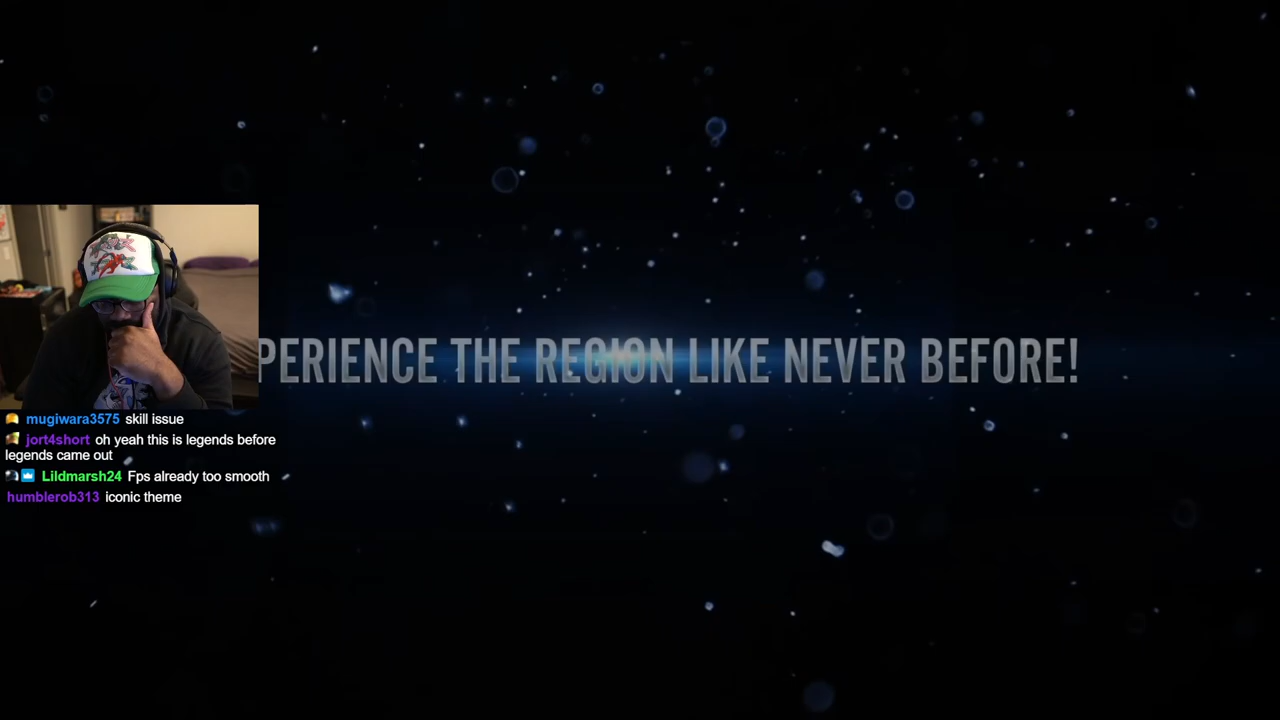 PERIENCE THE REGION LIKE NEVER BEFORE!
mugiwara3575 skill issue
jort4short oh yeah this is legends before
legends came out
Lildmarsh24 Fps already too smooth
humblerob313 iconic theme